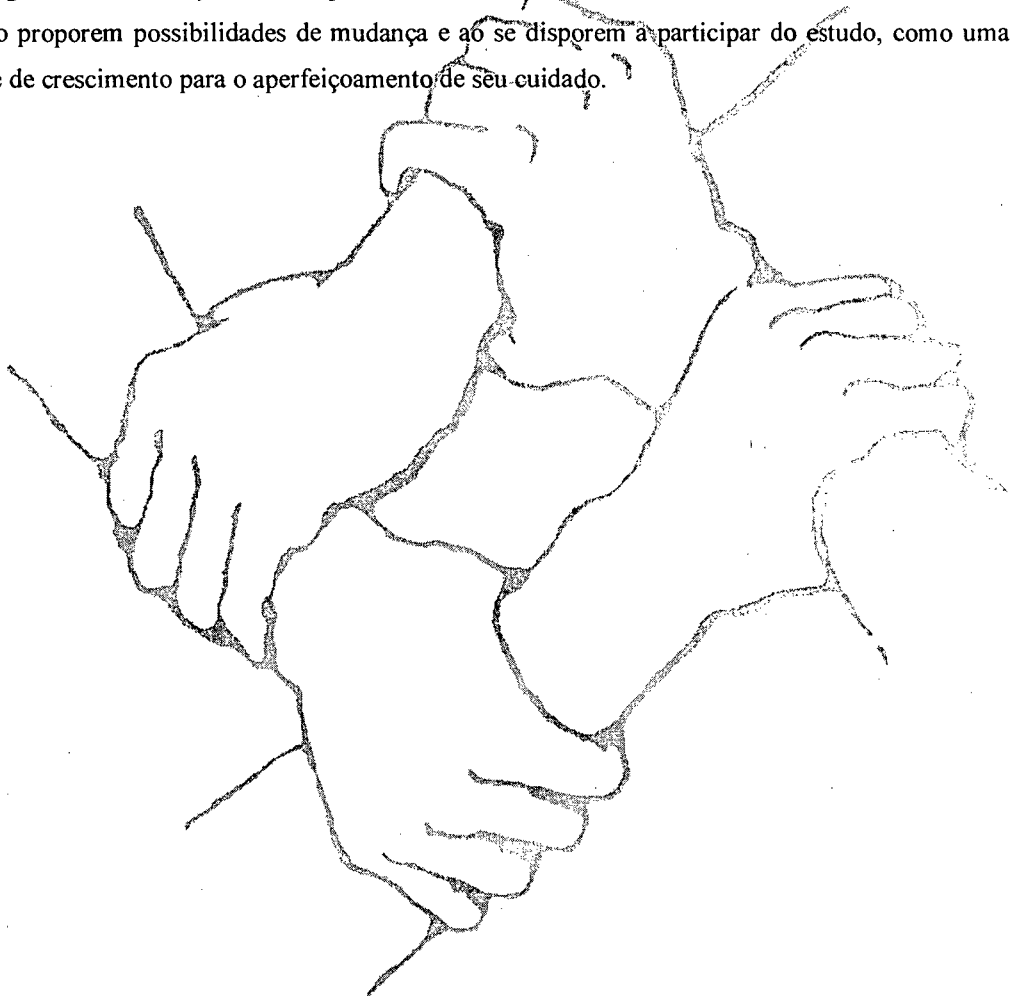 o proporem possibilidades de mudança e ao se disporem a participar do estudo, como uma
e de crescimento para o aperfeiçoamento de seu cuidado.